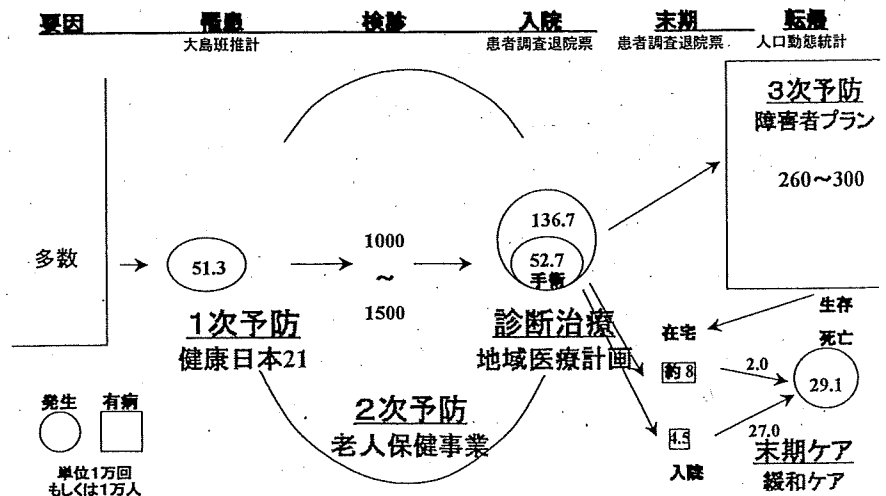 要因 罹患 検診 入院 末期 転帰
大島班推計 患者調査退院票 患者調査退院票 人口動態統計
3次予防
障害者プラン
260～300
136.7
52.7
手術
1000
～
1500
多数
51.3
1次予防
健康日本21
診断治療
地域医療計画
生存
在宅
死亡
約8
2.0
29.1
4.5
27.0
入院
末期ケア
緩和ケア
2次予防
老人保健事業
発生 有病
単位1万回
もしくは1万人